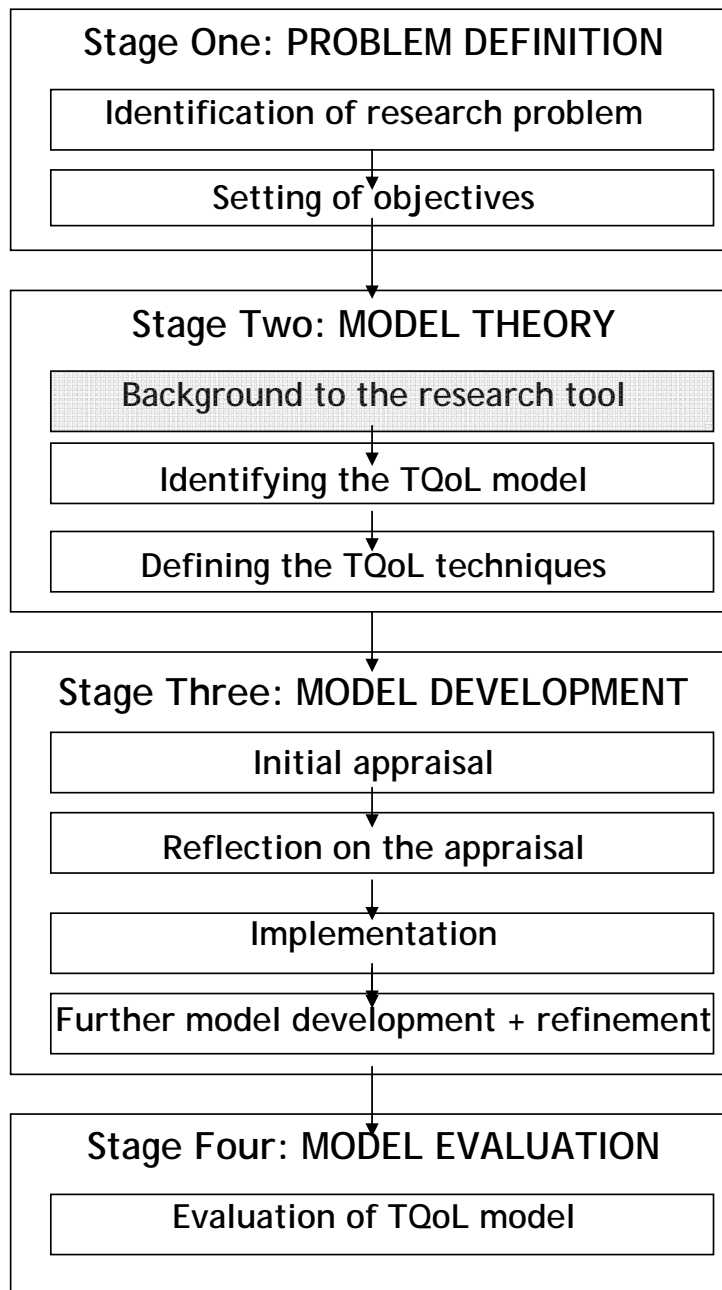 Stage One: PROBLEM DEFINITION
Identification of research problem
Setting of objectives
Stage Two: MODEL THEORY
Background to the research tool
Identifying the TQoL model
Defining the TQoL techniques
Stage Three: MODEL DEVELOPMENT
Initial appraisal
Reflection on the appraisal
Implementation
Further model development + refinement
Stage Four: MODEL EVALUATION
Evaluation of TQoL model